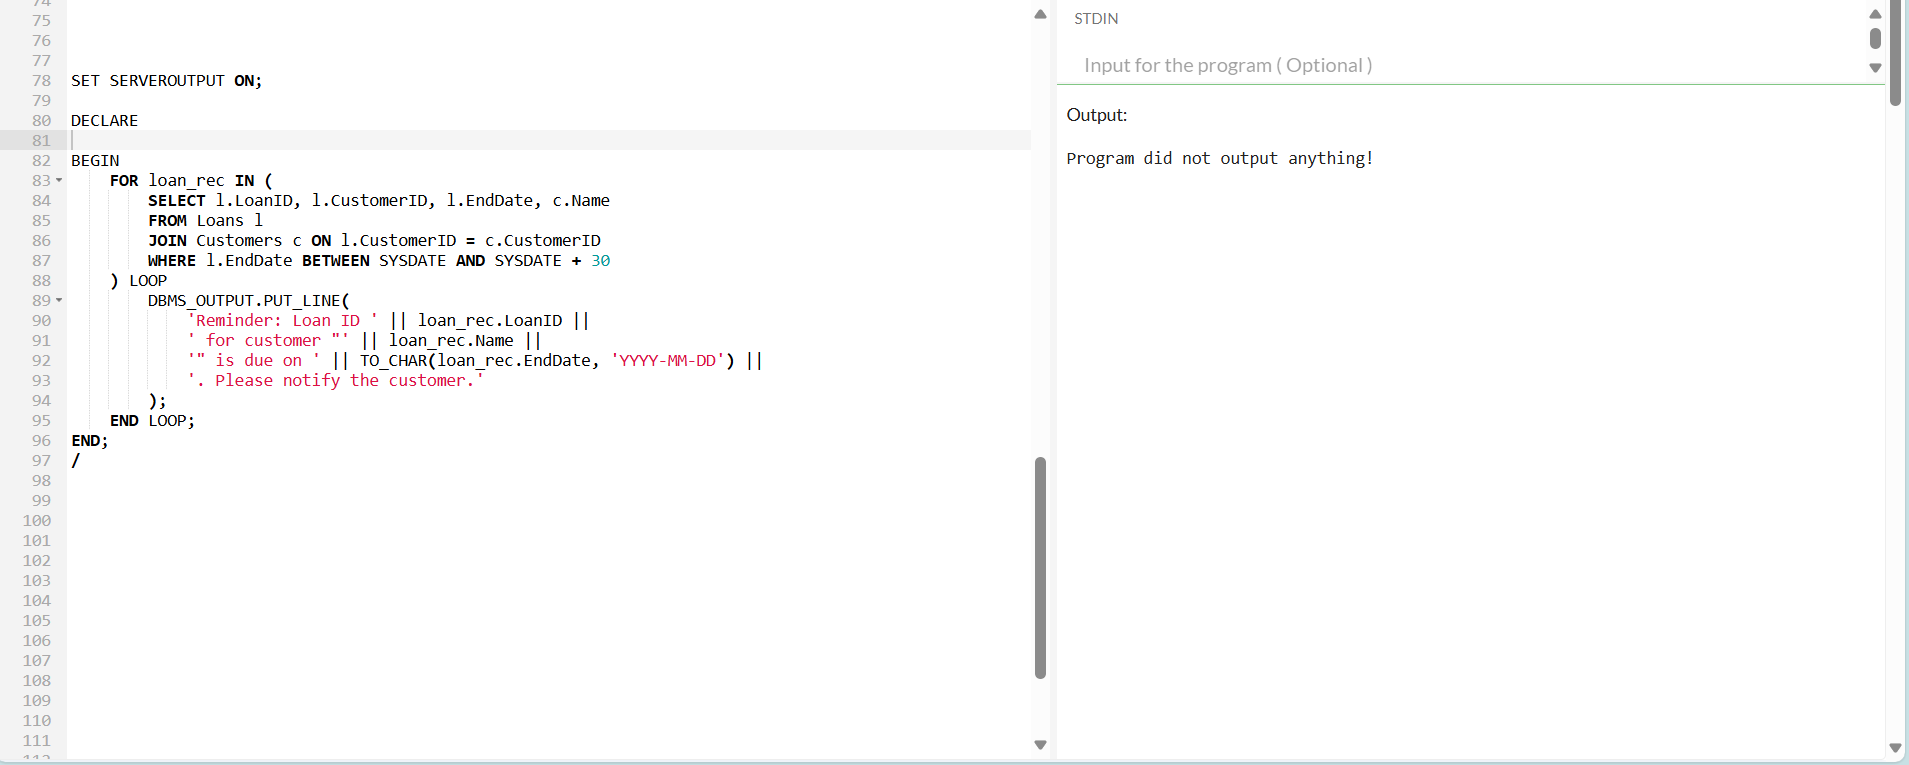 74
75
76
77
78 SET SERVEROUTPUT ON;
79
80 DECLARE
81
82 BEGIN
83 FOR loan_rec IN (
84 SELECT l.LoanID, l.CustomerID, l.EndDate, c.Name
85 FROM Loans l
86 JOIN Customers c ON l.CustomerID = c.CustomerID
87 WHERE l.EndDate BETWEEN SYSDATE AND SYSDATE + 30
88 ) LOOP
89 DBMS_OUTPUT.PUT_LINE(
90 'Reminder: Loan ID ' || loan_rec.LoanID ||
91 ' for customer "' || loan_rec.Name ||
92 '" is due on ' || TO_CHAR(loan_rec.EndDate, 'YYYY-MM-DD') ||
93 '. Please notify the customer.'
94 );
95 END LOOP;
96 END;
97 /
98
99
100
101
102
103
104
105
106
107
108
109
110
111
STDIN
Input for the program ( Optional )
Output:
Program did not output anything!